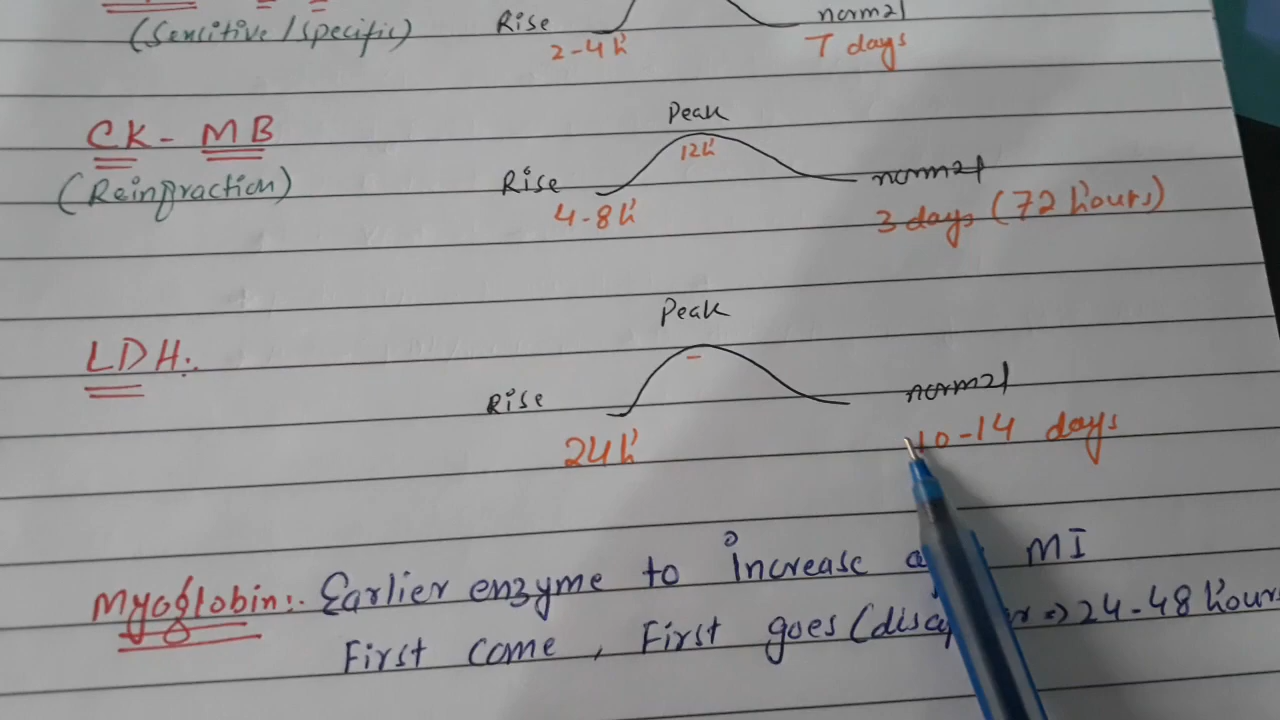 (Sensitive/specific)
Rise
normal
2-4 h
7 days
CK-MB
(Reinfraction)
Peak
12h
Rise
normal
4-8 h
3 days (72 hours)
LDH:.
Peak
-
Rise
normal
24 h
10-14 days
Myoglobin:. Earlier enzyme to increase MI
First come, First goes ⇒ 24-48 hours